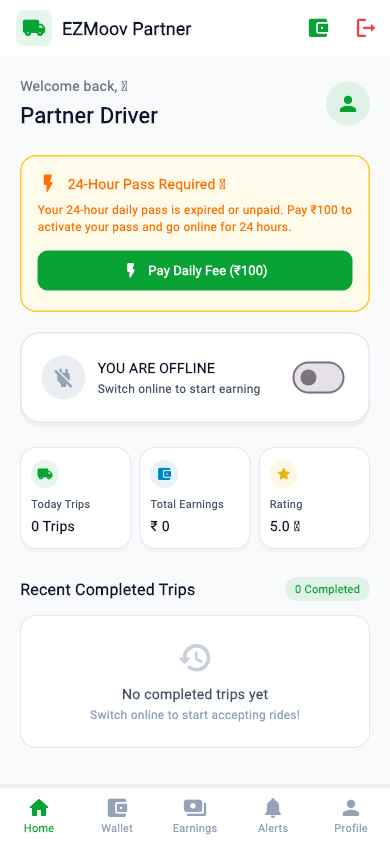 EZMoov Partner
Welcome back,
Partner Driver
24-Hour Pass Required
Your 24-hour daily pass is expired or unpaid. Pay ₹100 to
activate your pass and go online for 24 hours.
Pay Daily Fee (₹100)
YOU ARE OFFLINE
Switch online to start earning
Today Trips
0 Trips
Total Earnings
₹ 0
Rating
5.0
Recent Completed Trips
0 Completed
No completed trips yet
Switch online to start accepting rides!
Home
Wallet
Earnings
Alerts
Profile